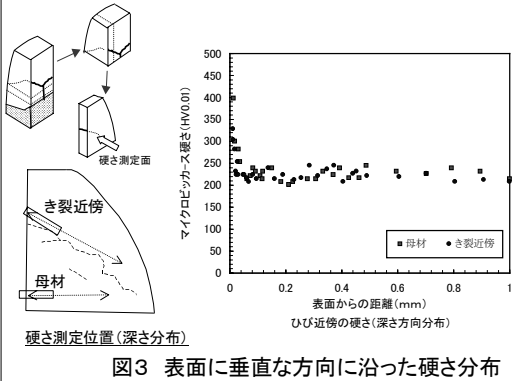 硬さ測定面
き裂近傍
母材
硬さ測定位置(深さ分布)
マイクロビッカース硬さ(HV0.01)
500
450
400
350
300
250
200
150
100
50
0
0 0.2 0.4 0.6 0.8 1
母材 き裂近傍
表面からの距離(mm)
ひび近傍の硬さ(深さ方向分布)
図3 表面に垂直な方向に沿った硬さ分布